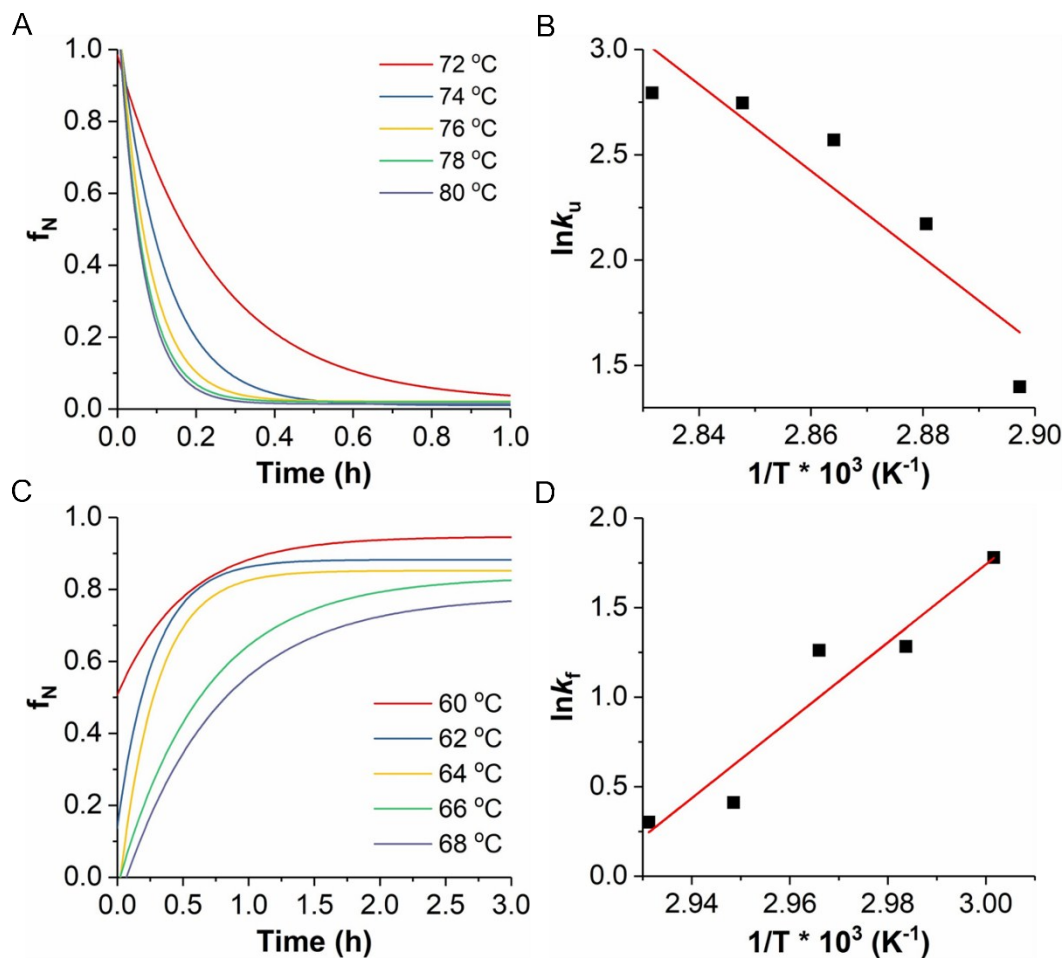 A
1.0
0.8
0.6
0.4
0.2
0.0
f_N
72 °C
74 °C
76 °C
78 °C
80 °C
0.0 0.2 0.4 0.6 0.8 1.0
Time (h)
B
3.0
2.5
2.0
1.5
lnk_u
2.84 2.86 2.88 2.90
1/T * 10³ (K⁻¹)
C
1.0
0.8
0.6
0.4
0.2
0.0
f_N
60 °C
62 °C
64 °C
66 °C
68 °C
0.0 0.5 1.0 1.5 2.0 2.5 3.0
Time (h)
D
2.0
1.5
1.0
0.5
0.0
lnk_f
2.94 2.96 2.98 3.00
1/T * 10³ (K⁻¹)